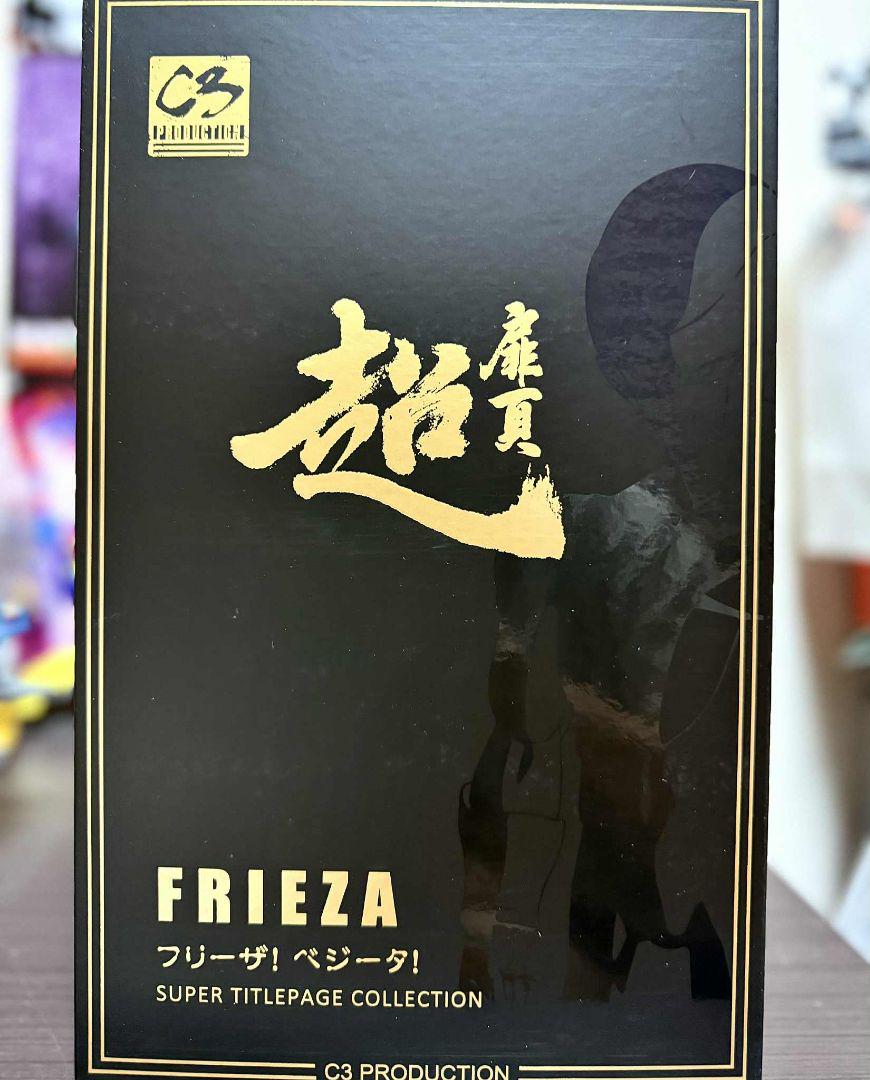 C3
PRODUCTION
超
扉頁
FRIEZA
フリーザ! ベジータ!
SUPER TITLEPAGE COLLECTION
C3 PRODUCTION